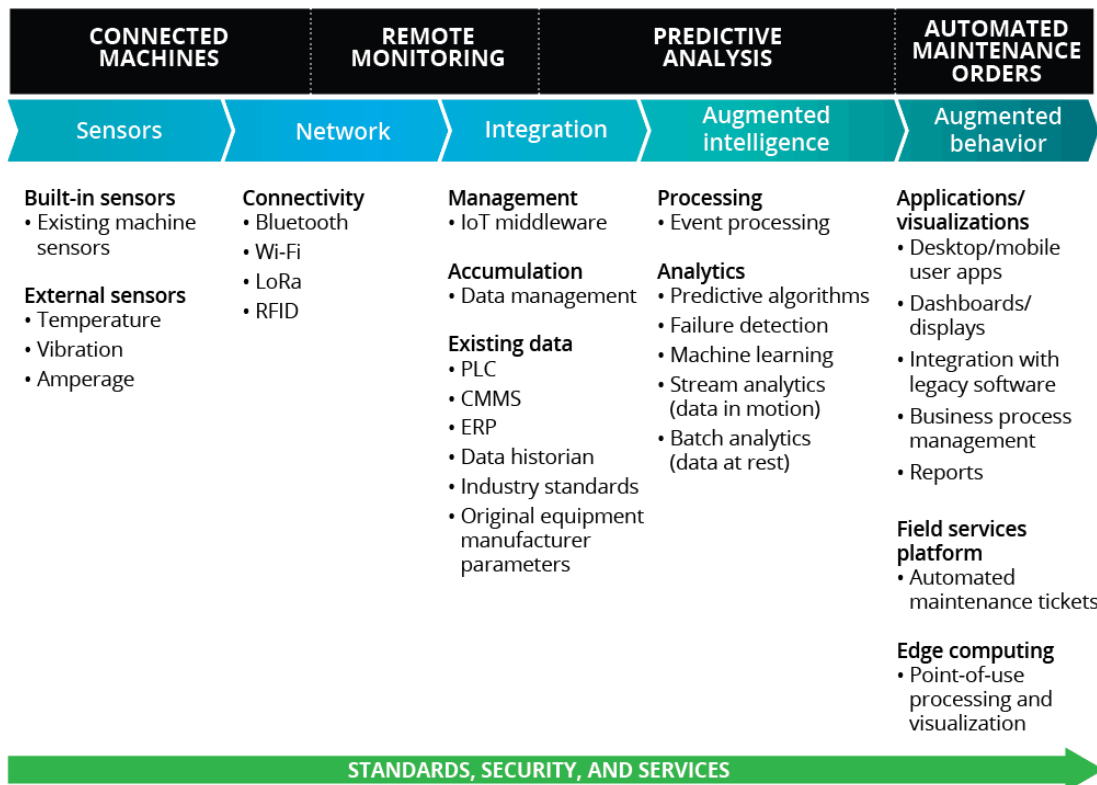 CONNECTED
MACHINES
REMOTE
MONITORING
PREDICTIVE
ANALYSIS
AUTOMATED
MAINTENANCE
ORDERS
Sensors
Network
Integration
Augmented
intelligence
Augmented
behavior
Built-in sensors
• Existing machine
sensors
External sensors
• Temperature
• Vibration
• Amperage
Connectivity
• Bluetooth
• Wi-Fi
• LoRa
• RFID
Management
• IoT middleware
Accumulation
• Data management
Existing data
• PLC
• CMMS
• ERP
• Data historian
• Industry standards
• Original equipment
manufacturer
parameters
Processing
• Event processing
Analytics
• Predictive algorithms
• Failure detection
• Machine learning
• Stream analytics
(data in motion)
• Batch analytics
(data at rest)
Applications/
visualizations
• Desktop/mobile
user apps
• Dashboards/
displays
• Integration with
legacy software
• Business process
management
• Reports
Field services
platform
• Automated
maintenance tickets
Edge computing
• Point-of-use
processing and
visualization
STANDARDS, SECURITY, AND SERVICES